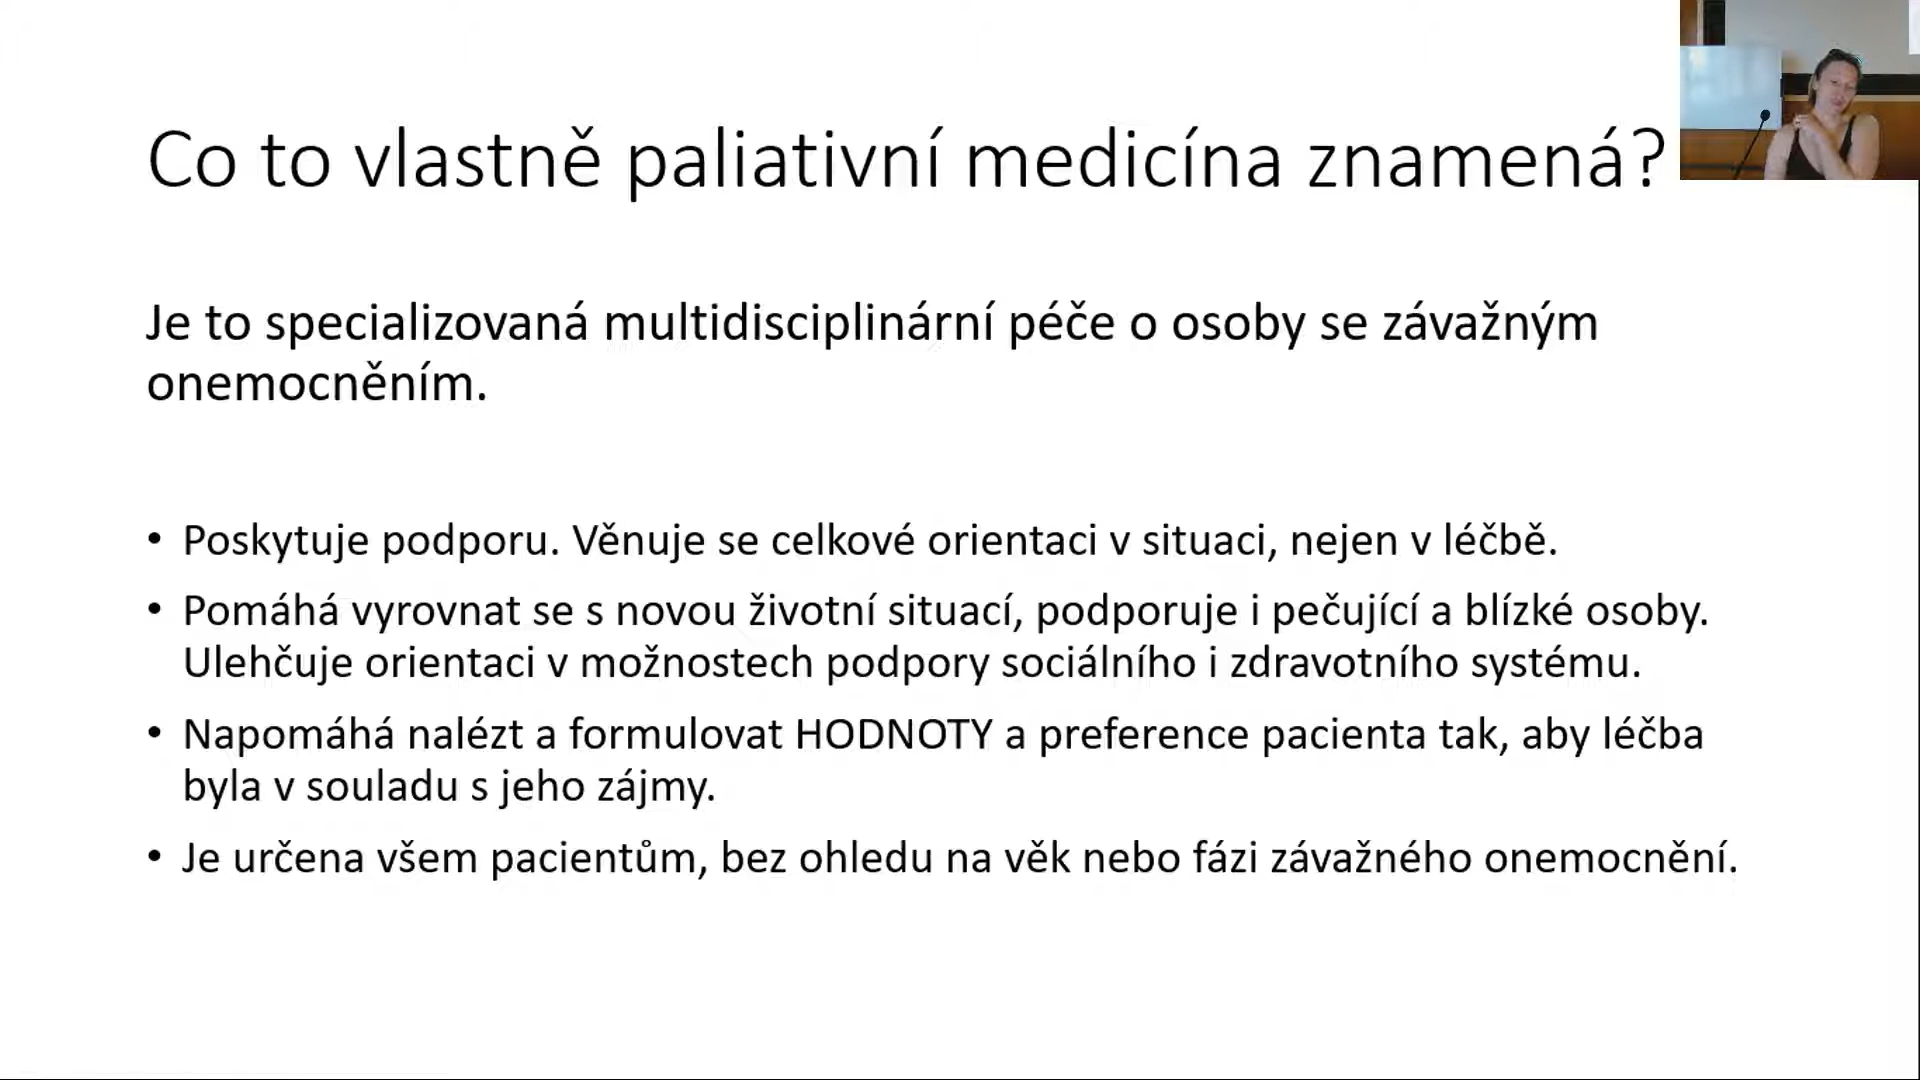 Co to vlastně paliativní medicína znamená?
Je to specializovaná multidisciplinární péče o osoby se závažným
onemocněním.
• Poskytuje podporu. Věnuje se celkové orientaci v situaci, nejen v léčbě.
• Pomáhá vyrovnat se s novou životní situací, podporuje i pečující a blízké osoby.
Ulehčuje orientaci v možnostech podpory sociálního i zdravotního systému.
• Napomáhá nalézt a formulovat HODNOTY a preference pacienta tak, aby léčba
byla v souladu s jeho zájmy.
• Je určena všem pacientům, bez ohledu na věk nebo fázi závažného onemocnění.